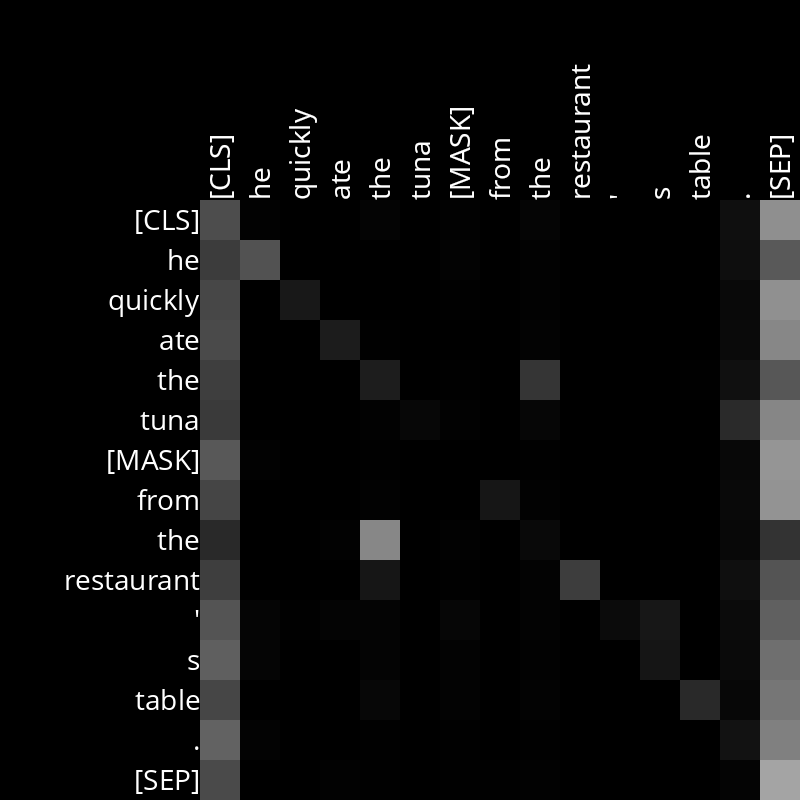 [CLS] he quickly ate the tuna [MASK] from the restaurant ' s table . [SEP]
[CLS]
he
quickly
ate
the
tuna
[MASK]
from
the
restaurant
'
s
table
.
[SEP]